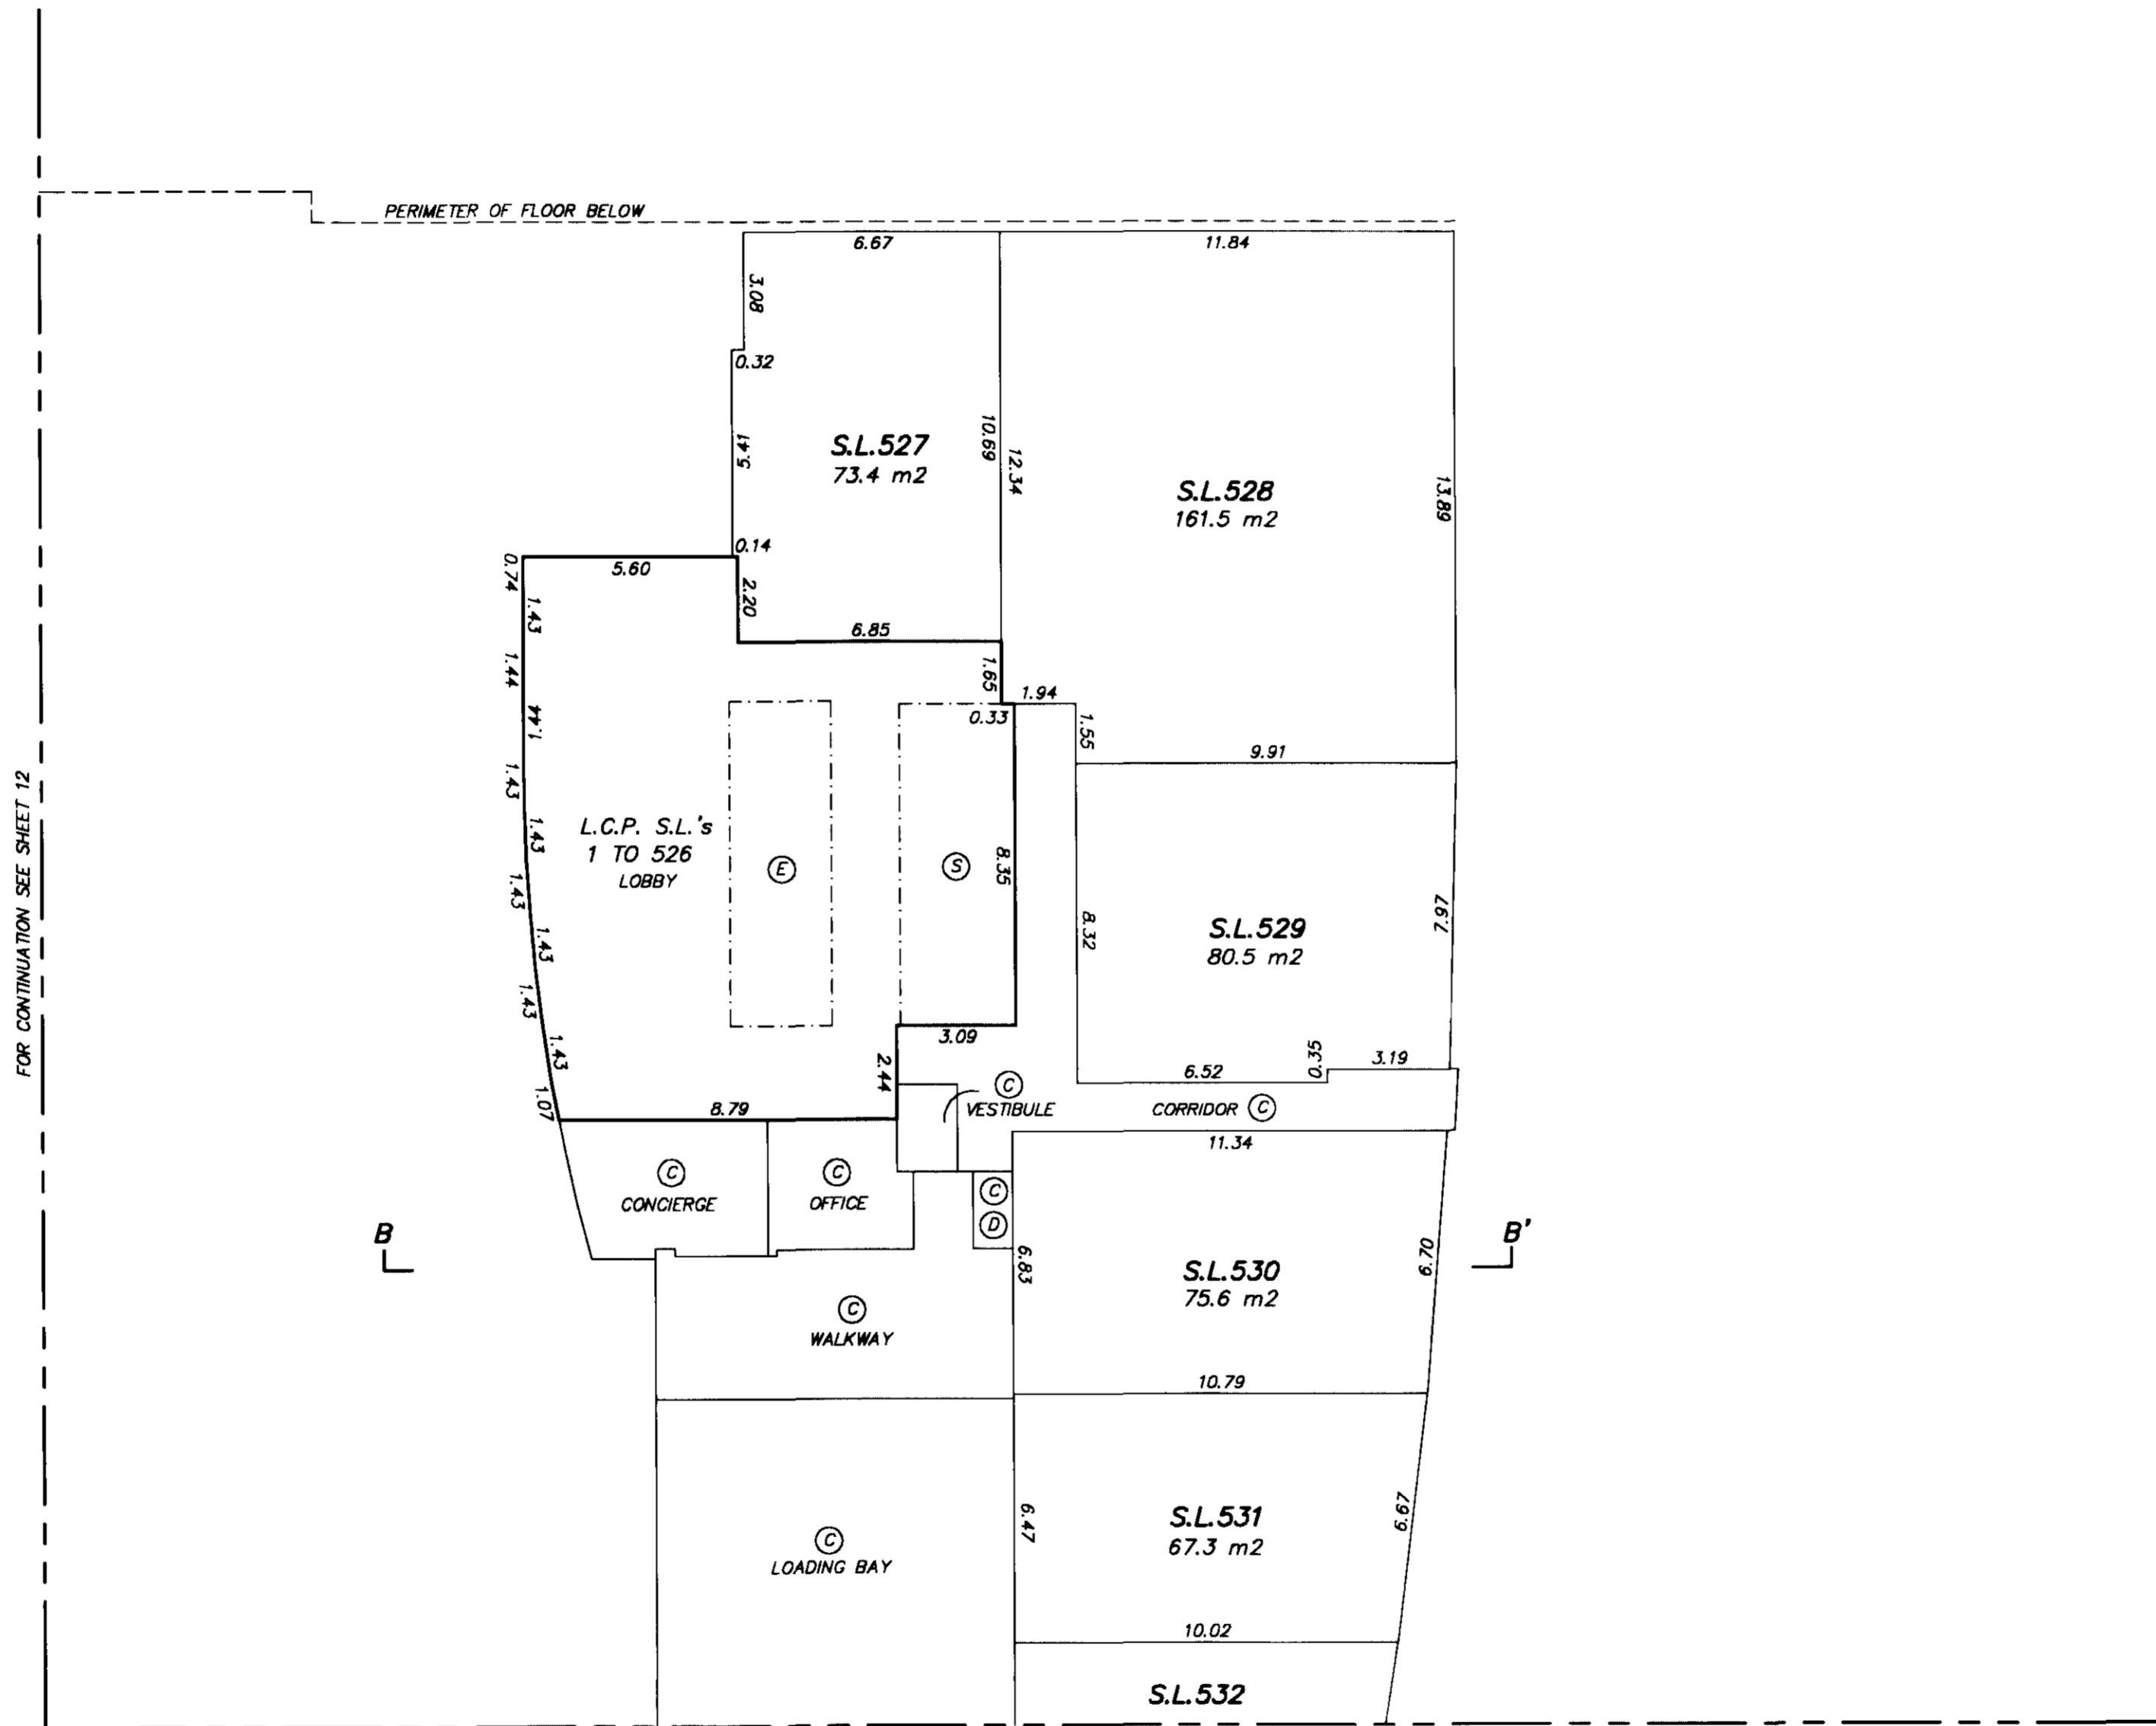 PERIMETER OF FLOOR BELOW
6.67
11.84
3.08
0.32
5.41
S.L.527
73.4 m2
10.69
12.34
S.L.528
161.5 m2
13.89
0.14
5.60
2.20
6.85
0.74
1.43
1.44
1.44
1.43
1.43
1.43
1.43
1.43
1.43
1.07
1.65
1.94
0.33
1.55
9.91
FOR CONTINUATION SEE SHEET 12
L.C.P. S.L.'s
1 TO 526
LOBBY
E
S
8.35
8.32
S.L.529
80.5 m2
7.97
3.09
2.44
6.52
0.35
3.19
8.79
C
VESTIBULE
CORRIDOR C
11.34
C
CONCIERGE
C
OFFICE
C
D
B
B'
6.83
S.L.530
75.6 m2
6.70
C
WALKWAY
10.79
6.47
S.L.531
67.3 m2
6.67
C
LOADING BAY
10.02
S.L.532